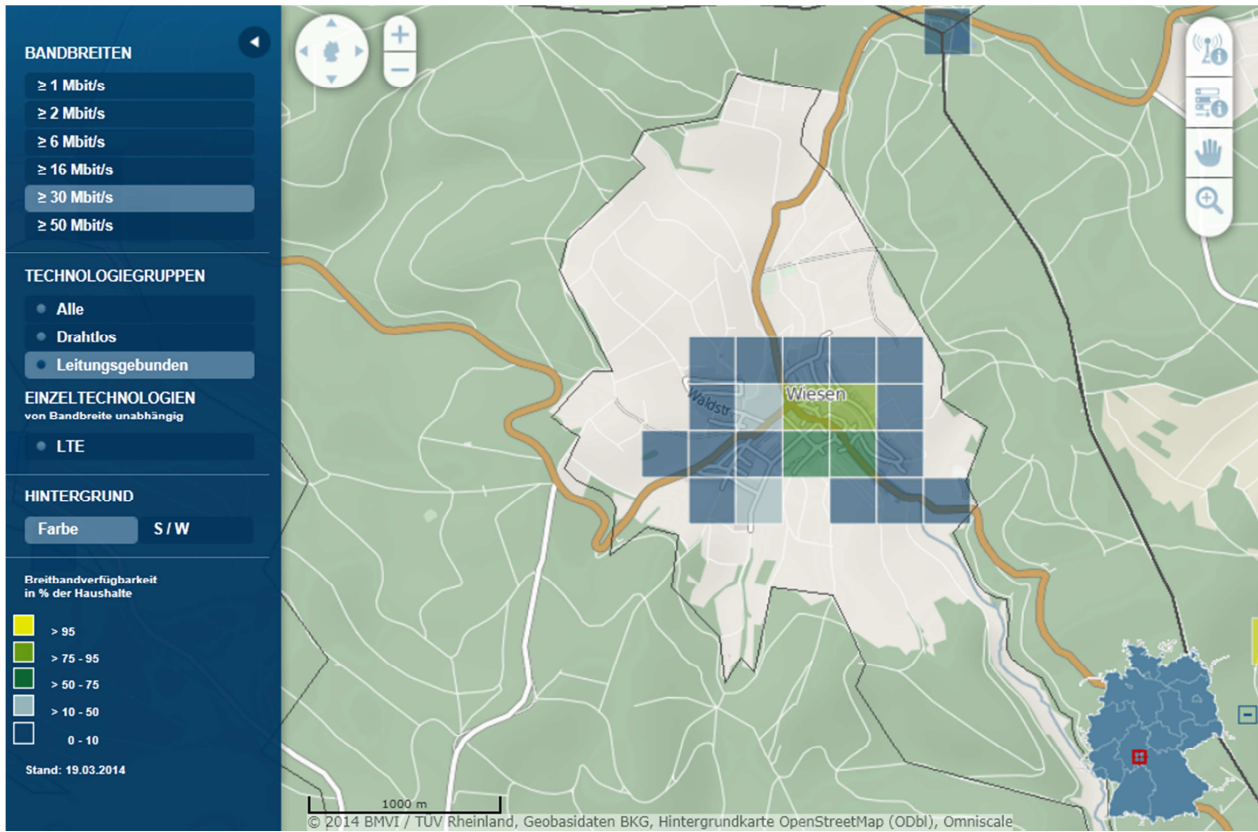 BANDBREITEN
≥ 1 Mbit/s
≥ 2 Mbit/s
≥ 6 Mbit/s
≥ 16 Mbit/s
≥ 30 Mbit/s
≥ 50 Mbit/s
TECHNOLOGIEGRUPPEN
Alle
Drahtlos
Leitungsgebunden
EINZELTECHNOLOGIEN
von Bandbreite unabhängig
LTE
HINTERGRUND
Farbe S / W
Breitbandverfügbarkeit
in % der Haushalte
> 95
> 75 - 95
> 50 - 75
> 10 - 50
0 - 10
Stand: 19.03.2014
Wiesen
Waldstr
1000 m
© 2014 BMVI / TÜV Rheinland, Geobasidaten BKG, Hintergrundkarte OpenStreetMap (ODbl), Omniscale